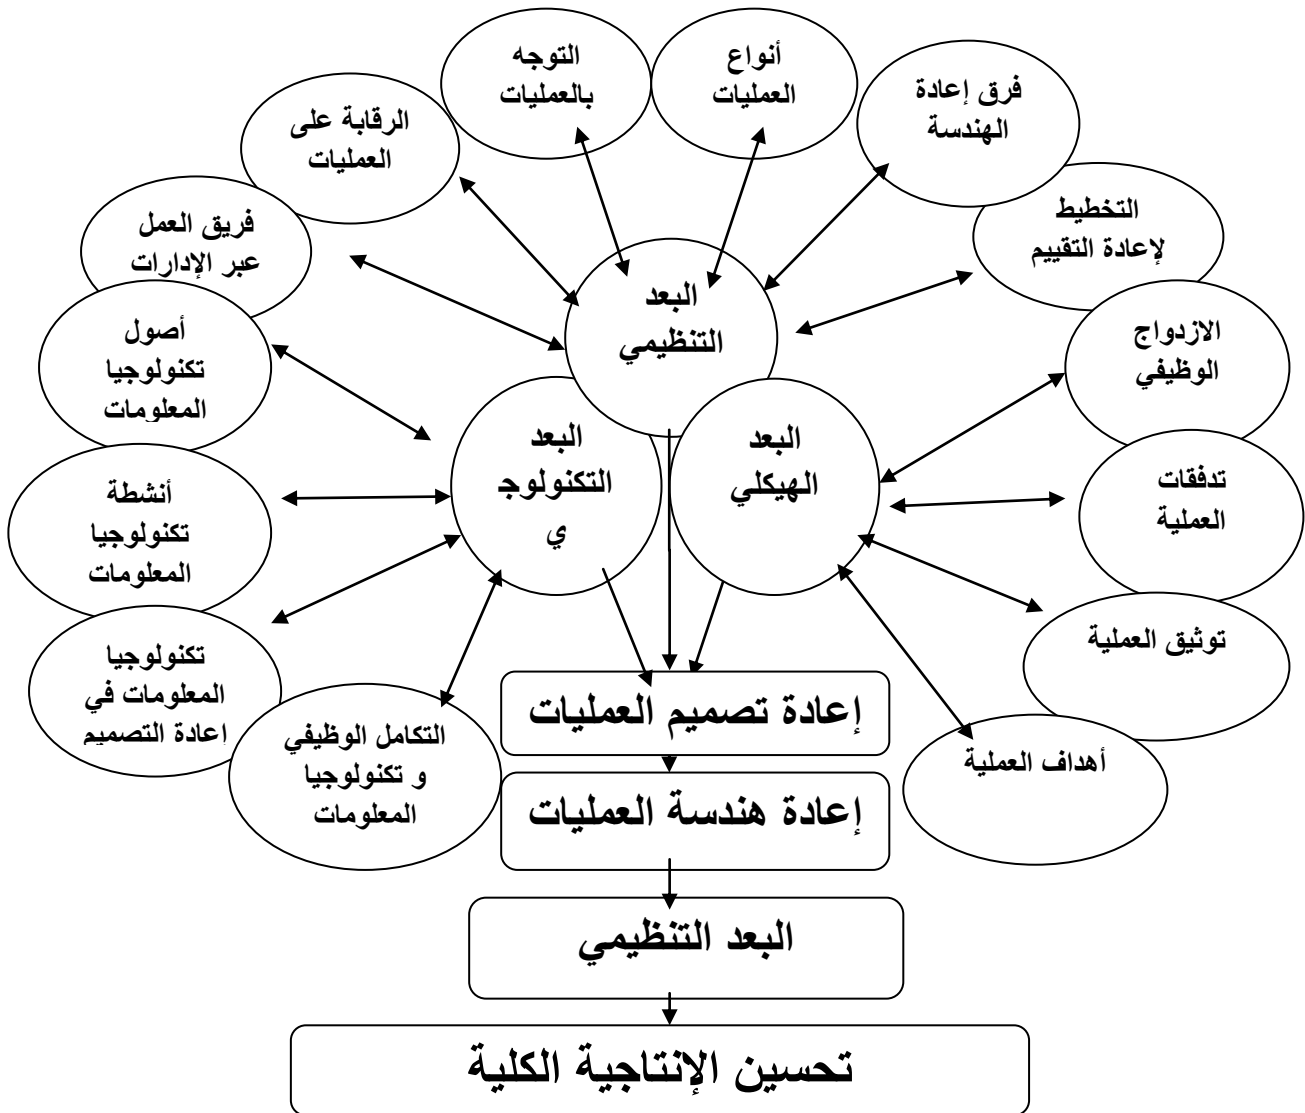 أنواع
العمليات
التوجه
بالعمليات
فرق إعادة
الهندسة
الرقابة على
العمليات
التخطيط
لإعادة التقييم
فريق العمل
عبر الإدارات
البعد
التنظيمي
الازدواج
الوظيفي
أصول
تكنولوجيا
المعلومات
البعد
الهيكلي
البعد
التكنولوج
ي
تدفقات
العملية
أنشطة
تكنولوجيا
المعلومات
توثيق العملية
تكنولوجيا
المعلومات في
إعادة التصميم
أهداف العملية
التكامل الوظيفي
و تكنولوجيا
المعلومات
إعادة تصميم العمليات
إعادة هندسة العمليات
البعد التنظيمي
تحسين الإنتاجية الكلية